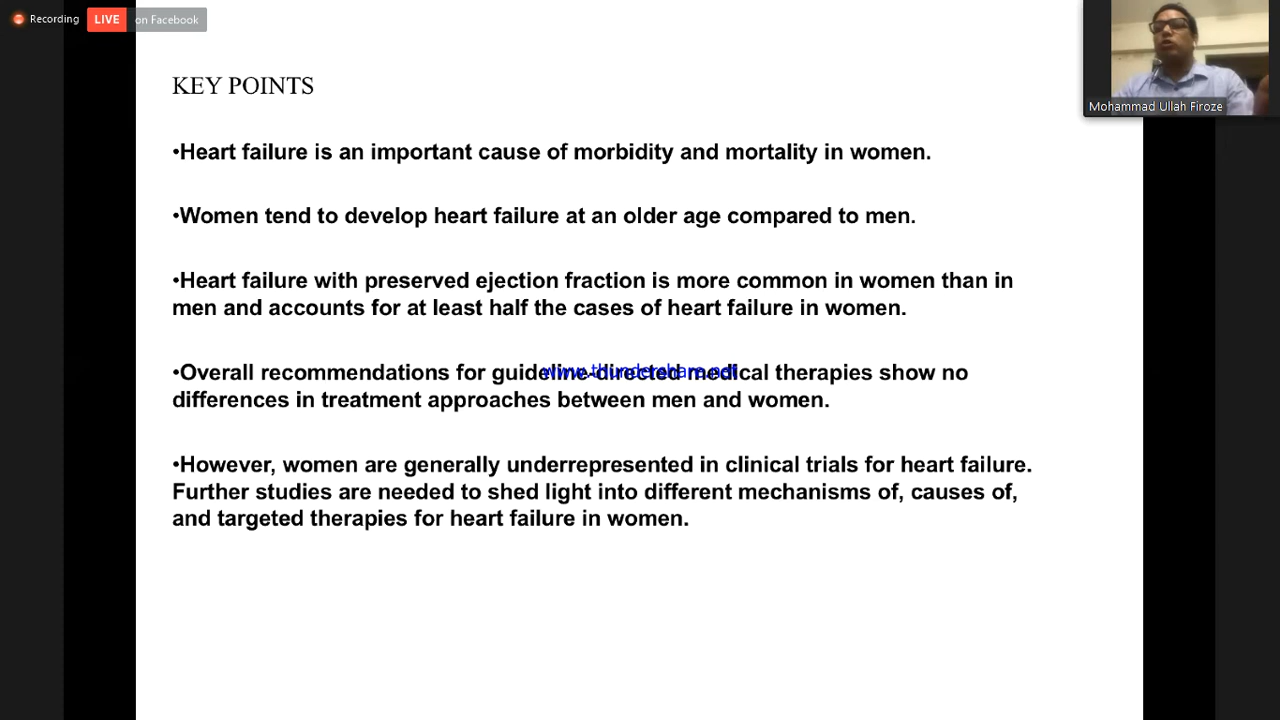 Recording
LIVE on Facebook
Mohammad Ullah Firoze
KEY POINTS
•Heart failure is an important cause of morbidity and mortality in women.
•Women tend to develop heart failure at an older age compared to men.
•Heart failure with preserved ejection fraction is more common in women than in
men and accounts for at least half the cases of heart failure in women.
•Overall recommendations for guideline-directed medical therapies show no
www.thundershare.net
differences in treatment approaches between men and women.
•However, women are generally underrepresented in clinical trials for heart failure.
Further studies are needed to shed light into different mechanisms of, causes of,
and targeted therapies for heart failure in women.